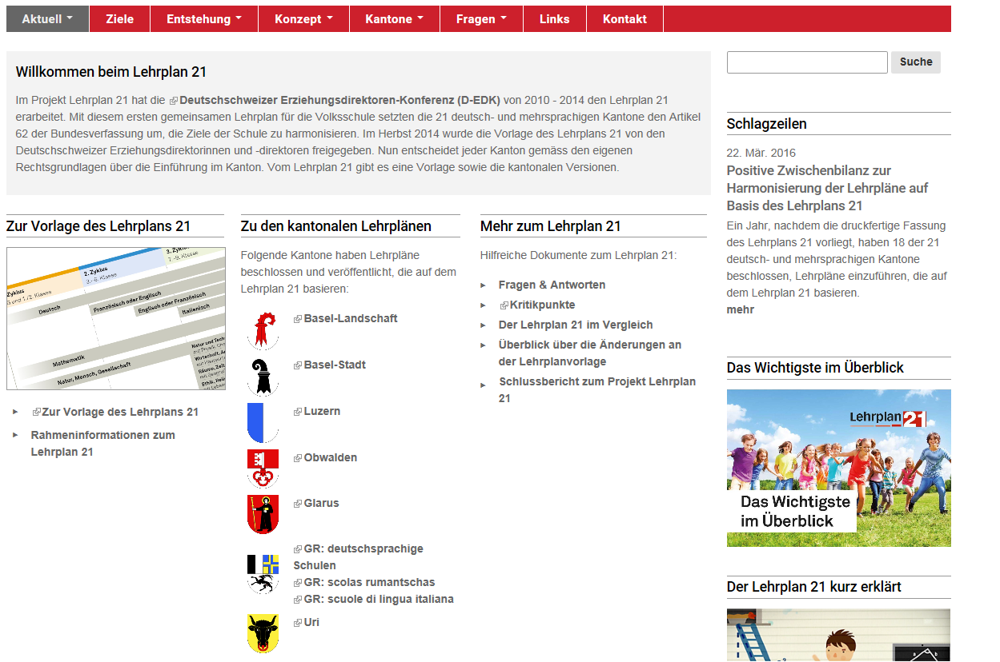 Aktuell
Ziele
Entstehung
Konzept
Kantone
Fragen
Links
Kontakt
Willkommen beim Lehrplan 21
Im Projekt Lehrplan 21 hat die Deutschschweizer Erziehungsdirektoren-Konferenz (D-EDK) von 2010 - 2014 den Lehrplan 21
erarbeitet. Mit diesem ersten gemeinsamen Lehrplan für die Volksschule setzten die 21 deutsch- und mehrsprachigen Kantone den Artikel
62 der Bundesverfassung um, die Ziele der Schule zu harmonisieren. Im Herbst 2014 wurde die Vorlage des Lehrplans 21 von den
Deutschschweizer Erziehungsdirektorinnen und -direktoren freigegeben. Nun entscheidet jeder Kanton gemäss den eigenen
Rechtsgrundlagen über die Einführung im Kanton. Vom Lehrplan 21 gibt es eine Vorlage sowie die kantonalen Versionen.
Zur Vorlage des Lehrplans 21
Zyklus
2. Zyklus
3.-6. Klasse
3. Zyklus
7.-9. Klasse
Deutsch
Französisch oder Englisch
Englisch oder Französisch
Italienisch
Mathematik
Natur, Mensch, Gesellschaft
Zur Vorlage des Lehrplans 21
Rahmeninformationen zum
Lehrplan 21
Zu den kantonalen Lehrplänen
Folgende Kantone haben Lehrpläne
beschlossen und veröffentlicht, die auf dem
Lehrplan 21 basieren:
Basel-Landschaft
Basel-Stadt
Luzern
Obwalden
Glarus
GR: deutschsprachige
Schulen
GR: scolas rumantschas
GR: scuole di lingua italiana
Uri
Mehr zum Lehrplan 21
Hilfreiche Dokumente zum Lehrplan 21:
Fragen & Antworten
Kritikpunkte
Der Lehrplan 21 im Vergleich
Überblick über die Änderungen an
der Lehrplanvorlage
Schlussbericht zum Projekt Lehrplan
21
Suche
Schlagzeilen
22. Mär. 2016
Positive Zwischenbilanz zur
Harmonisierung der Lehrpläne auf
Basis des Lehrplans 21
Ein Jahr, nachdem die druckfertige Fassung
des Lehrplans 21 vorliegt, haben 18 der 21
deutsch- und mehrsprachigen Kantone
beschlossen, Lehrpläne einzuführen, die auf
dem Lehrplan 21 basieren.
mehr
Das Wichtigste im Überblick
Lehrplan 21
Das Wichtigste
im Überblick
Der Lehrplan 21 kurz erklärt
a b